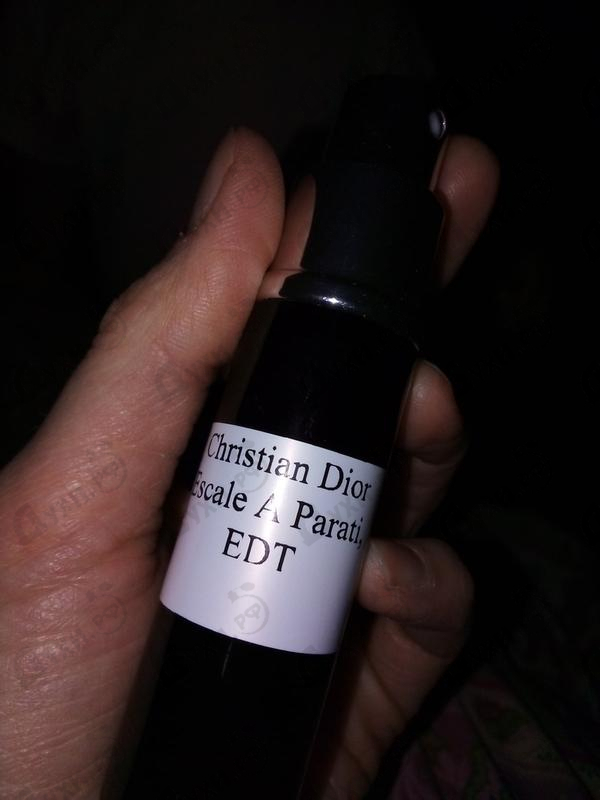 Christian Dior
Escale A Parati,
EDT